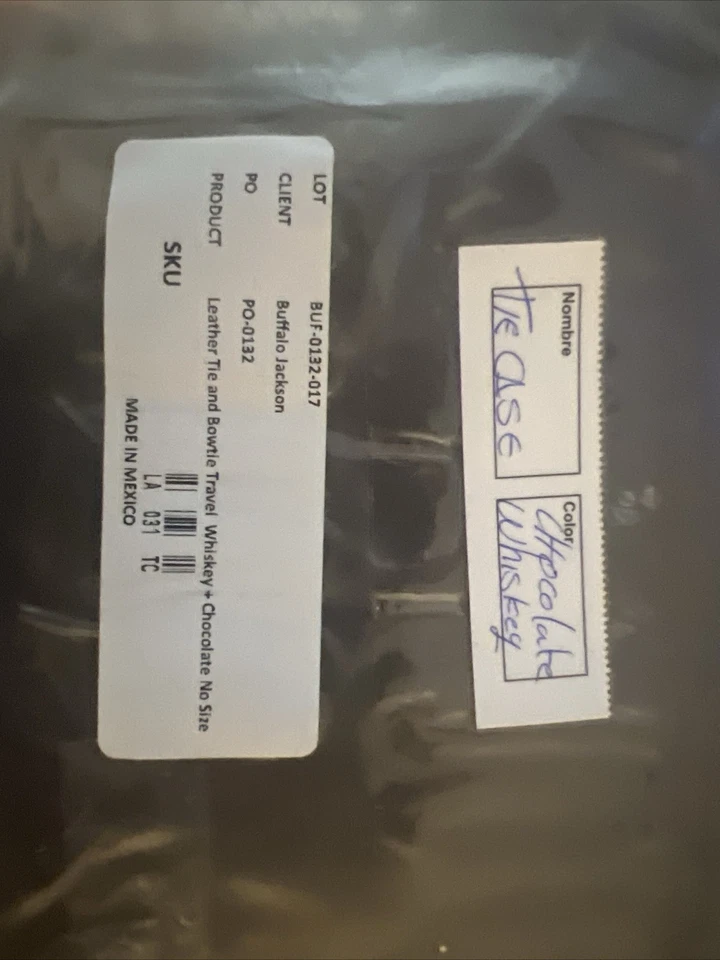 Nombre
TIE CASE
Color
CHocolate
Whiskey
LOT BUF-0132-017
CLIENT Buffalo Jackson
PO PO-0132
PRODUCT Leather Tie and Bowtie Travel Whiskey + Chocolate No Size
SKU
LA 031 TC
MADE IN MEXICO